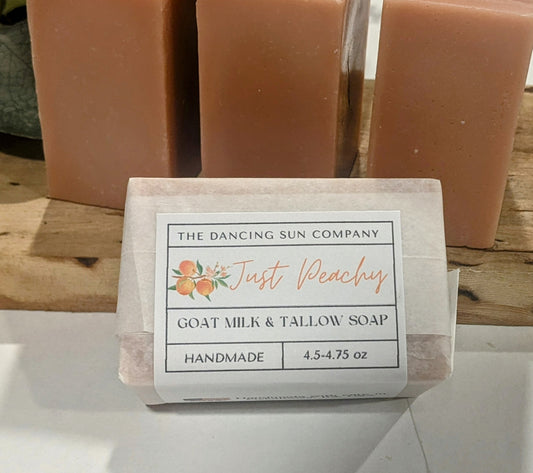 THE DANCING SUN COMPANY
Just Peachy
GOAT MILK & TALLOW SOAP
HANDMADE 4.5-4.75 oz